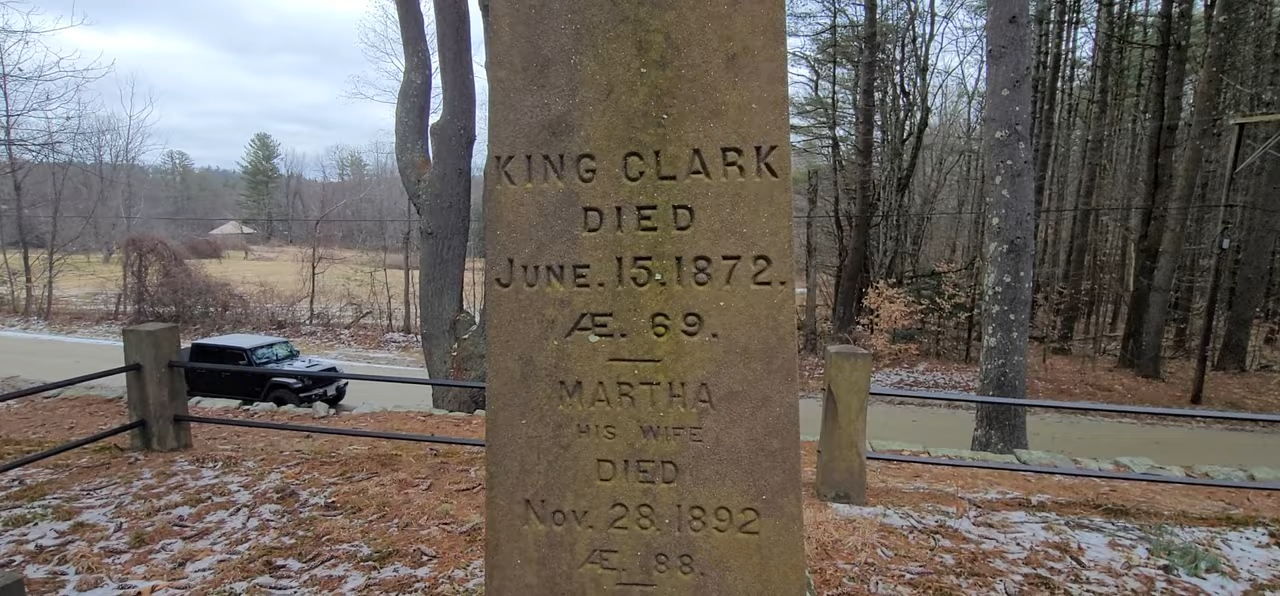 KING CLARK
DIED
JUNE. 15. 1872.
Æ. 69.
MARTHA
HIS WIFE
DIED
Nov. 28. 1892
Æ. 88.